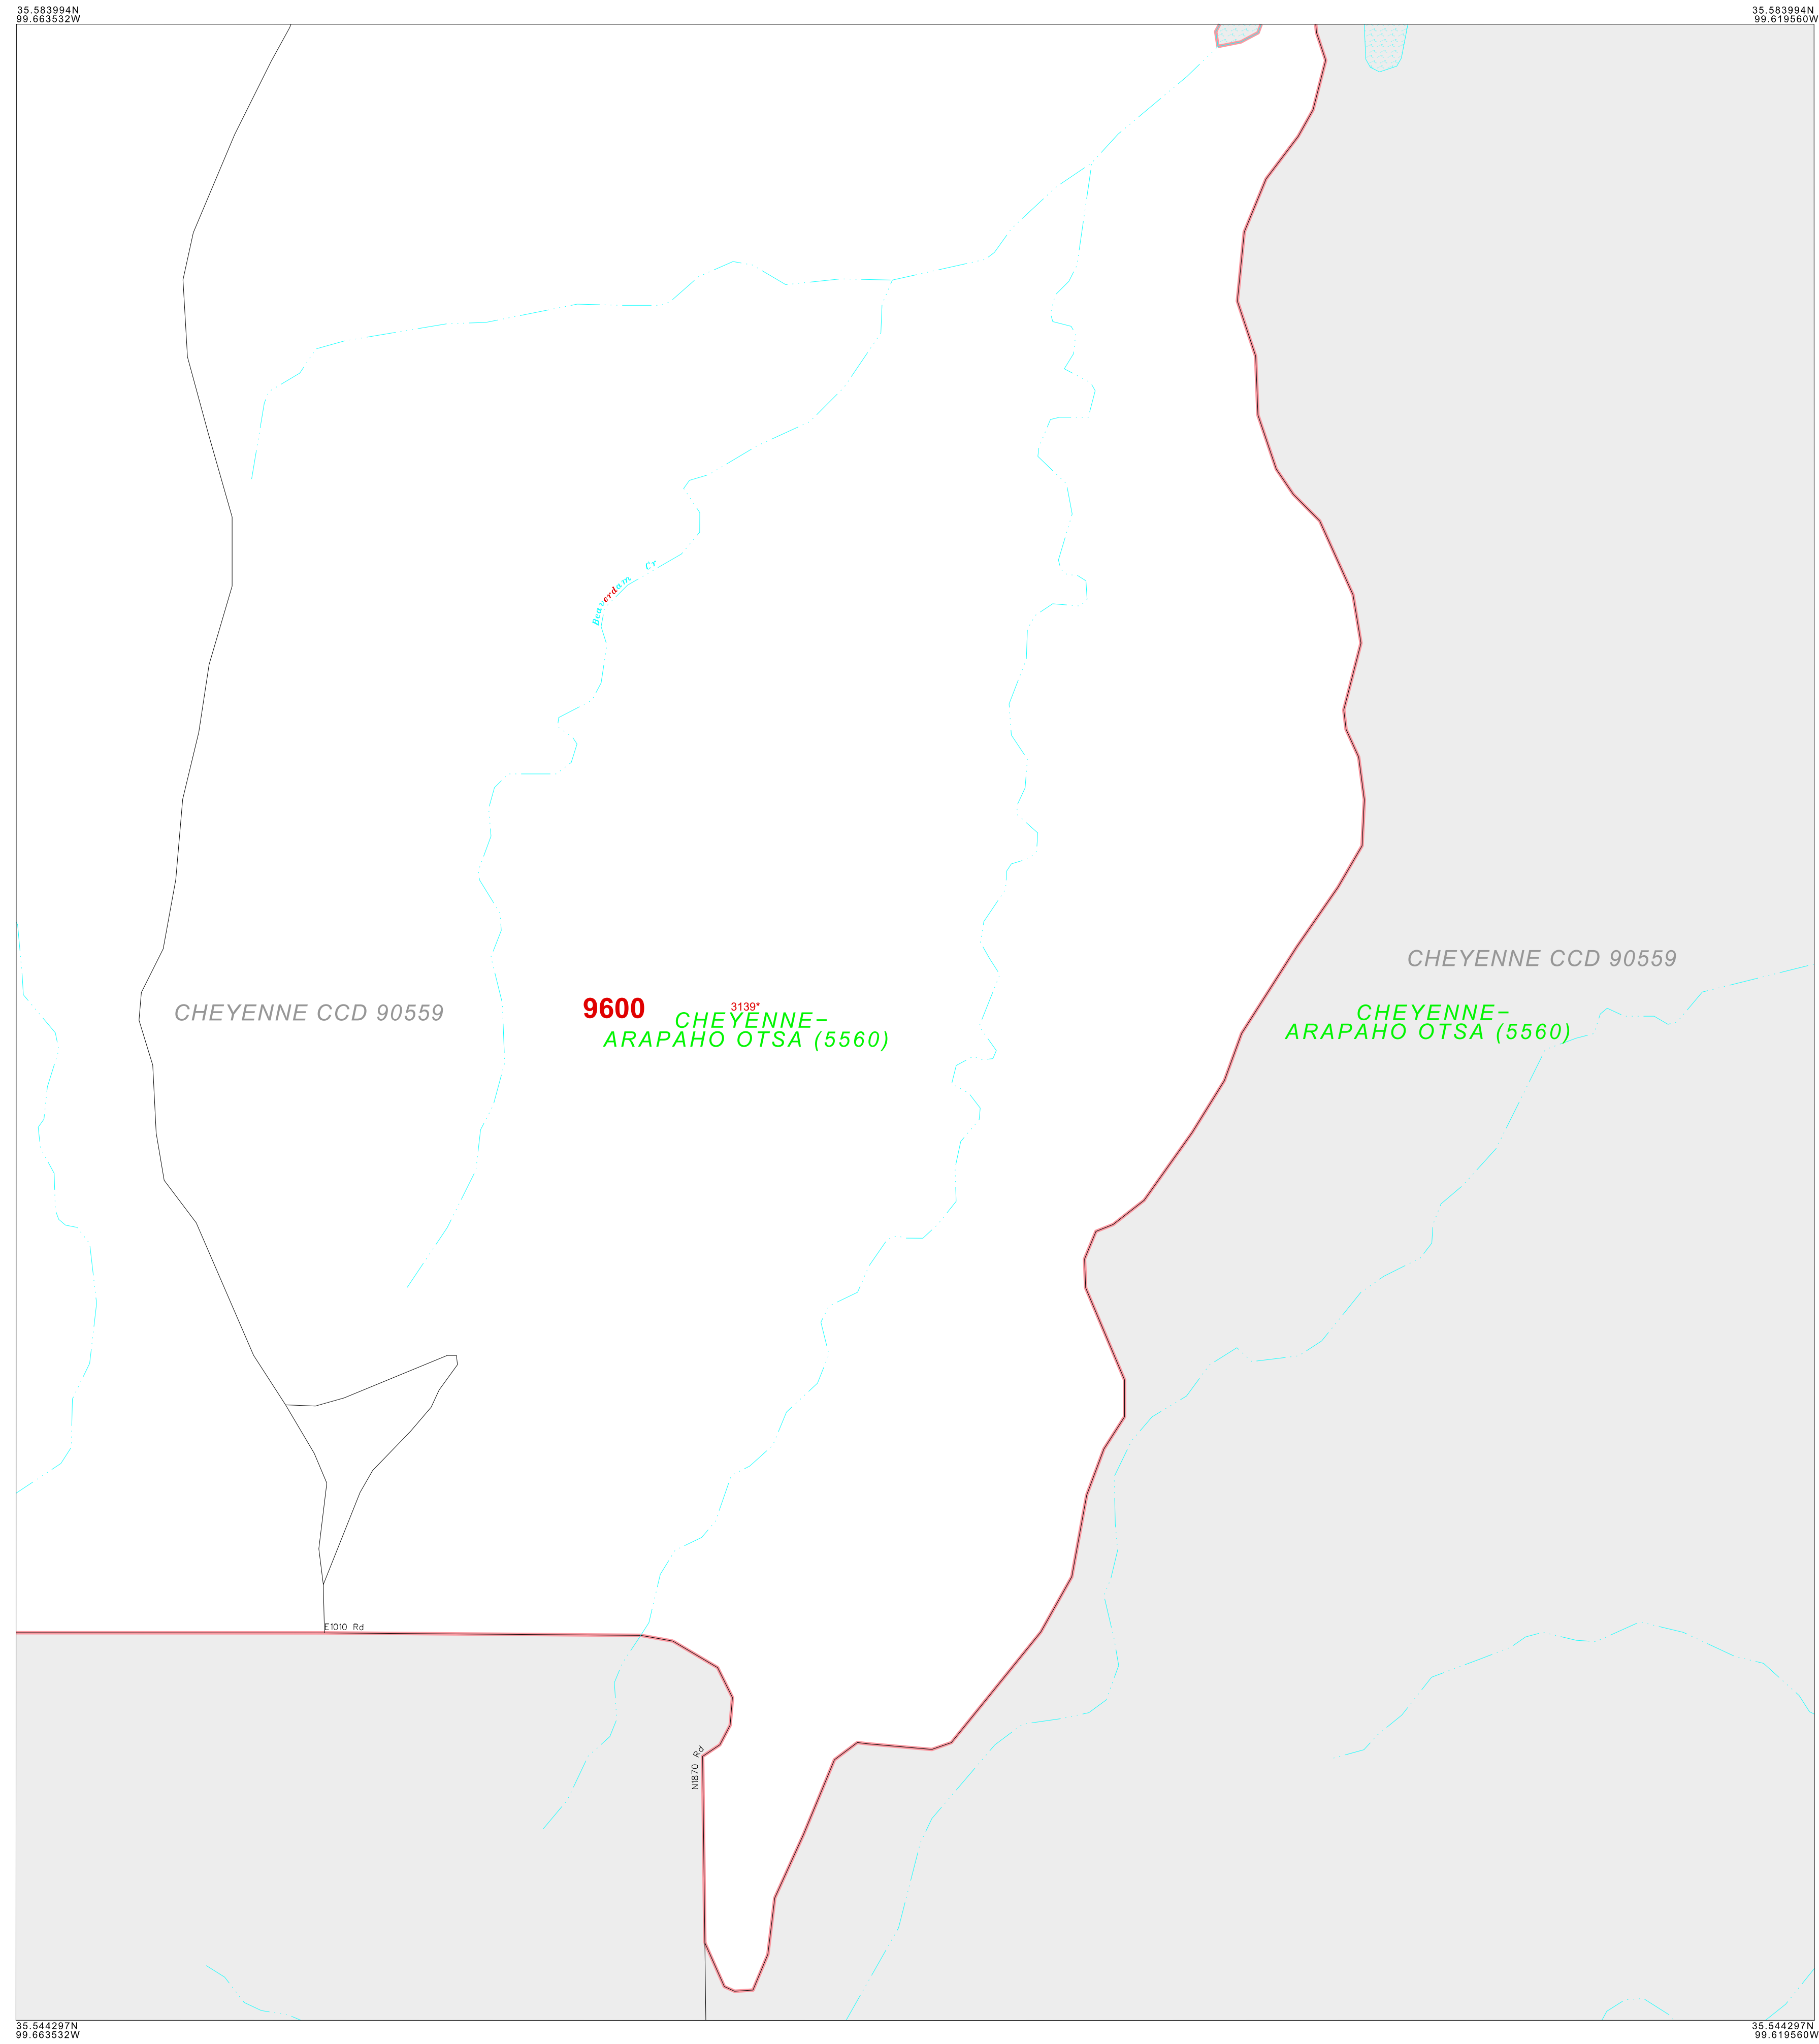 35.583994N
99.663532W
35.583994N
99.619560W
Beaverdam Cr
CHEYENNE CCD 90559
CHEYENNE CCD 90559
9600
3139*
CHEYENNE-
ARAPAHO OTSA (5560)
CHEYENNE-
ARAPAHO OTSA (5560)
E1010 Rd
N1870 Rd
35.544297N
99.663532W
35.544297N
99.619560W